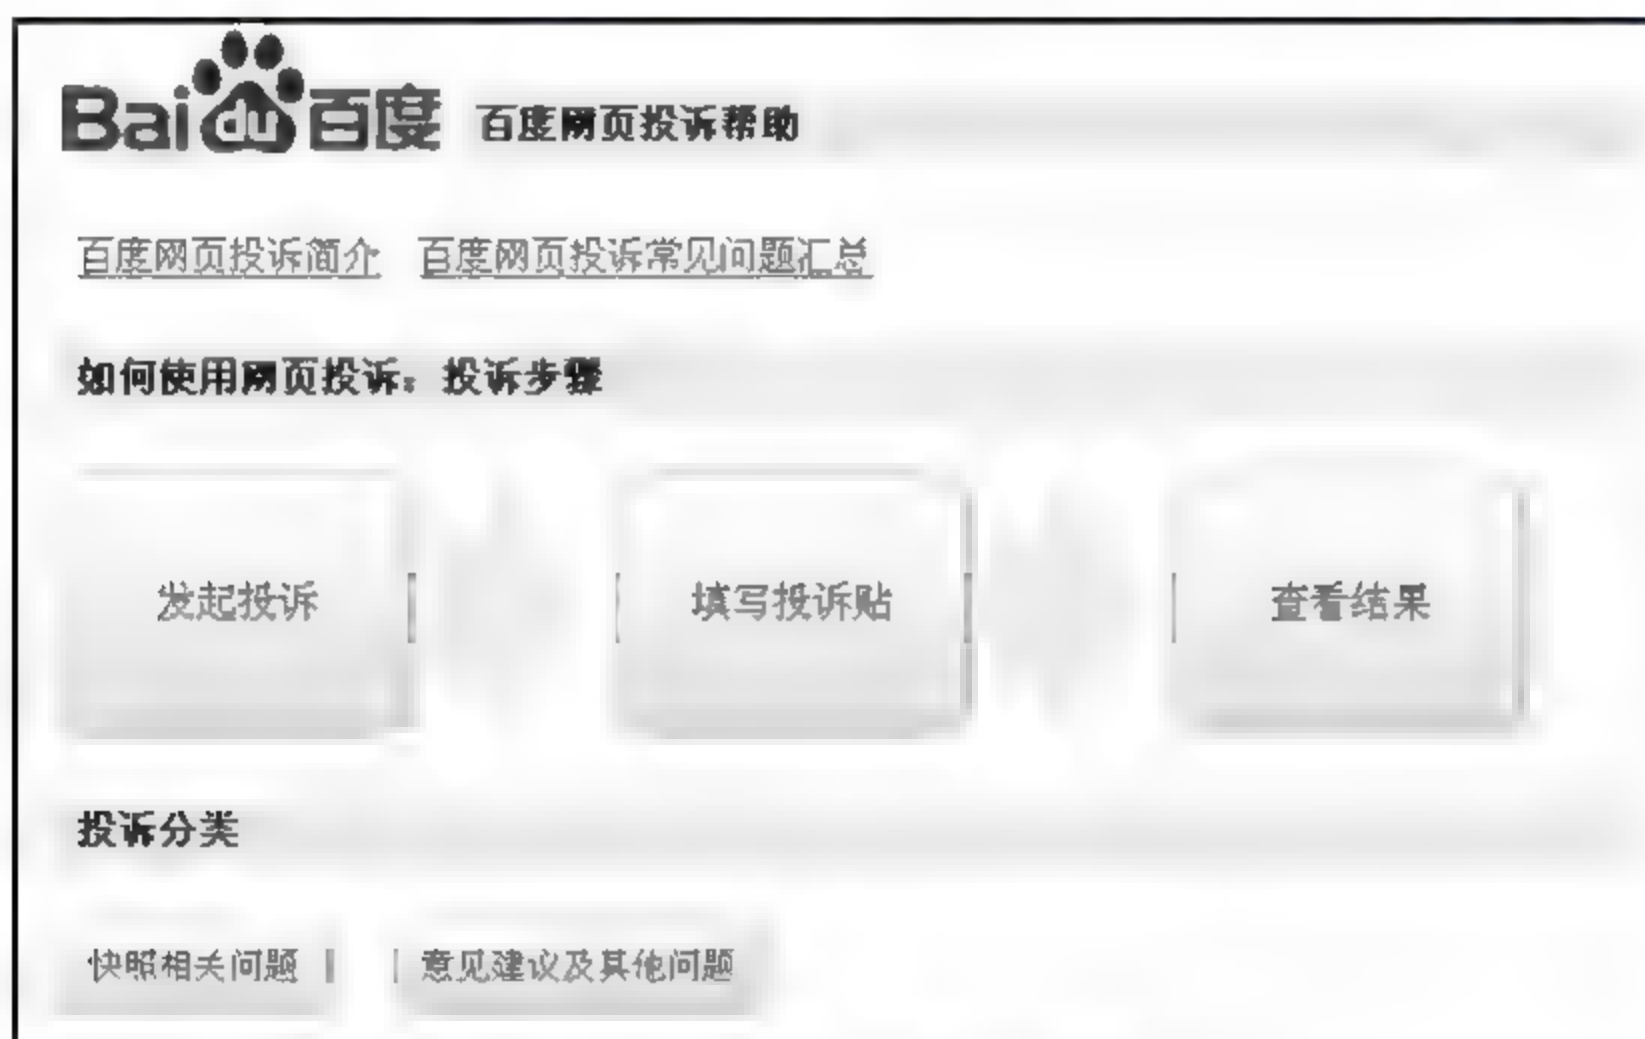 Baidu百度 百度网页投诉帮助
百度网页投诉简介 百度网页投诉常见问题汇总
如何使用网页投诉：投诉步骤
发起投诉 填写投诉贴 查看结果
投诉分类
快照相关问题 意见建议及其他问题